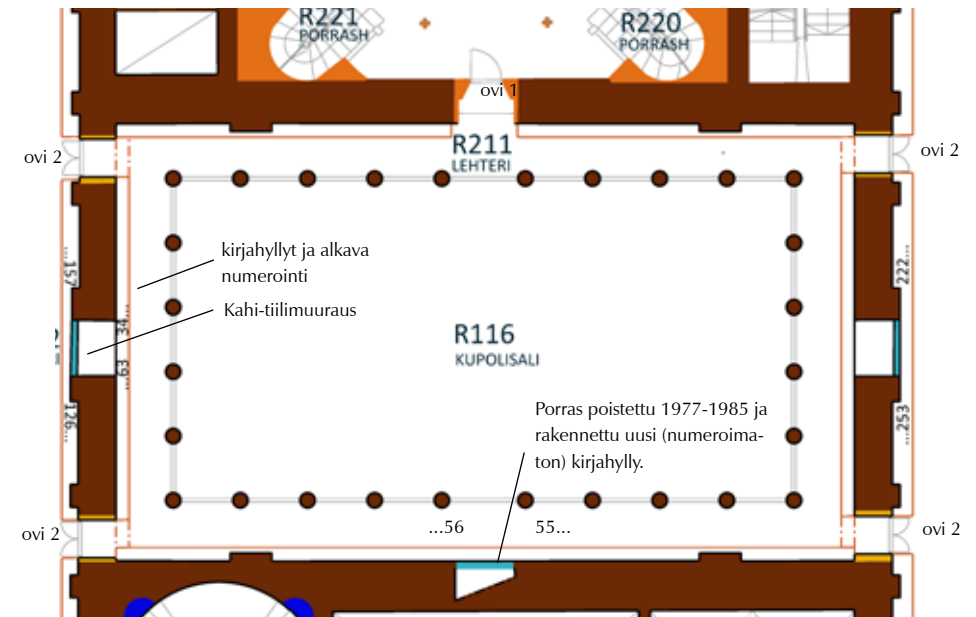 R221
PORRASH
R220
PORRASH
ovi 1
R211
LEHTERI
ovi 2
ovi 2
kirjahyllyt ja alkava
numerointi
Kahi-tiilimuuraus
...157
222...
34...
...63
126...
...253
R116
KUPOLISALI
Porras poistettu 1977-1985 ja
rakennettu uusi (numeroima-
ton) kirjahylly.
...56
55...
ovi 2
ovi 2